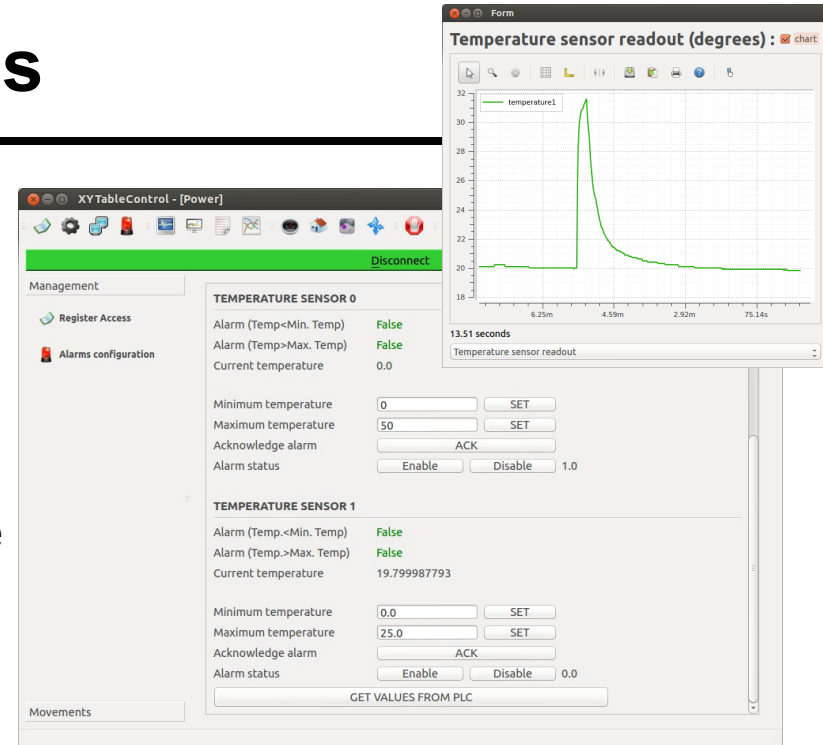 s
Form
Temperature sensor readout (degrees) : chart
temperature1
32
30
28
26
24
22
20
18
6.25m 4.59m 2.92m 75.14s
13.51 seconds
Temperature sensor readout
XYTableControl - [Power]
Disconnect
Management
Register Access
Alarms configuration
TEMPERATURE SENSOR 0
Alarm (Temp<Min. Temp) False
Alarm (Temp>Max. Temp) False
Current temperature 0.0
Minimum temperature 0 SET
Maximum temperature 50 SET
Acknowledge alarm ACK
Alarm status Enable Disable 1.0
e
TEMPERATURE SENSOR 1
Alarm (Temp.<Min. Temp) False
Alarm (Temp.>Max. Temp) False
Current temperature 19.799987793
Minimum temperature 0.0 SET
Maximum temperature 25.0 SET
Acknowledge alarm ACK
Alarm status Enable Disable 0.0
GET VALUES FROM PLC
Movements